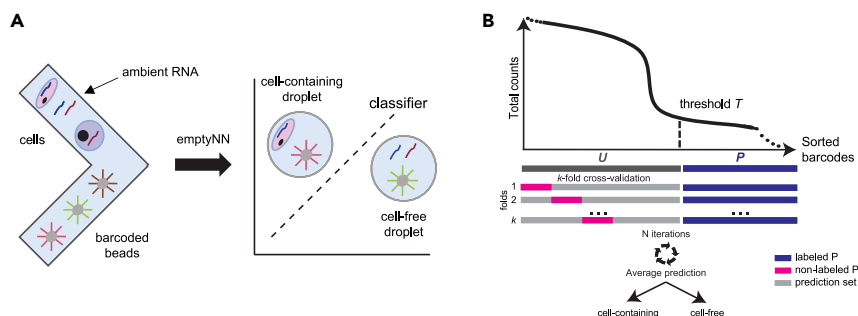 A
ambient RNA
cells
barcoded
beads
emptyNN
cell-containing
droplet
classifier
cell-free
droplet
B
Total counts
threshold T
Sorted
barcodes
U
P
k-fold cross-validation
folds
1
2
k
...
...
N iterations
Average prediction
cell-containing
cell-free
labeled P
non-labeled P
prediction set